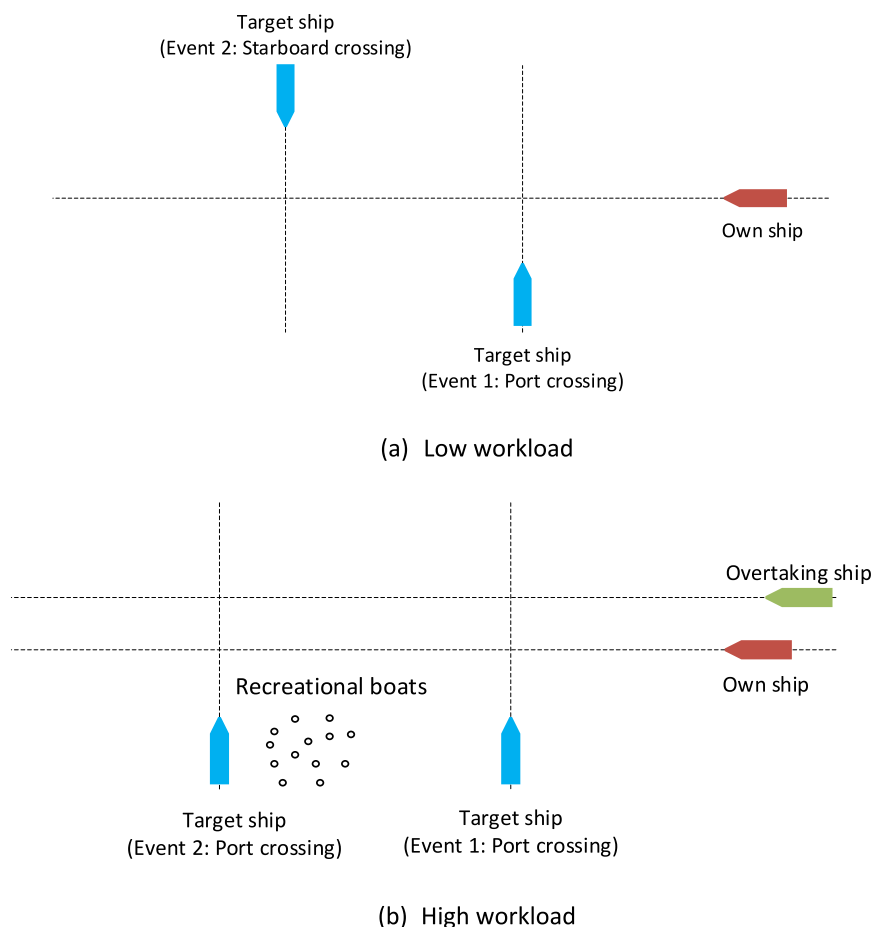 Target ship
(Event 2: Starboard crossing)
Own ship
Target ship
(Event 1: Port crossing)
(a) Low workload
Overtaking ship
Own ship
Recreational boats
Target ship
(Event 2: Port crossing)
Target ship
(Event 1: Port crossing)
(b) High workload